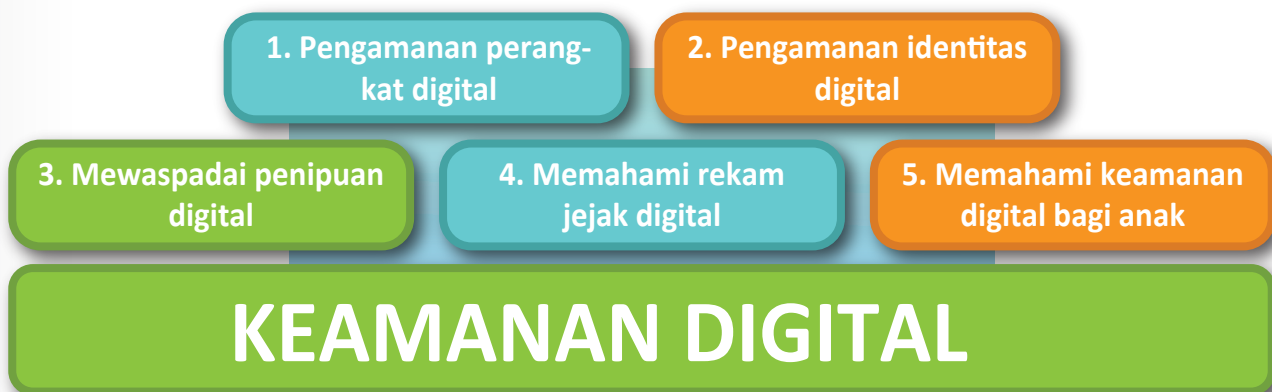 1. Pengamanan perang-
kat digital
2. Pengamanan identitas
digital
3. Mewaspadai penipuan
digital
4. Memahami rekam
jejak digital
5. Memahami keamanan
digital bagi anak
KEAMANAN DIGITAL